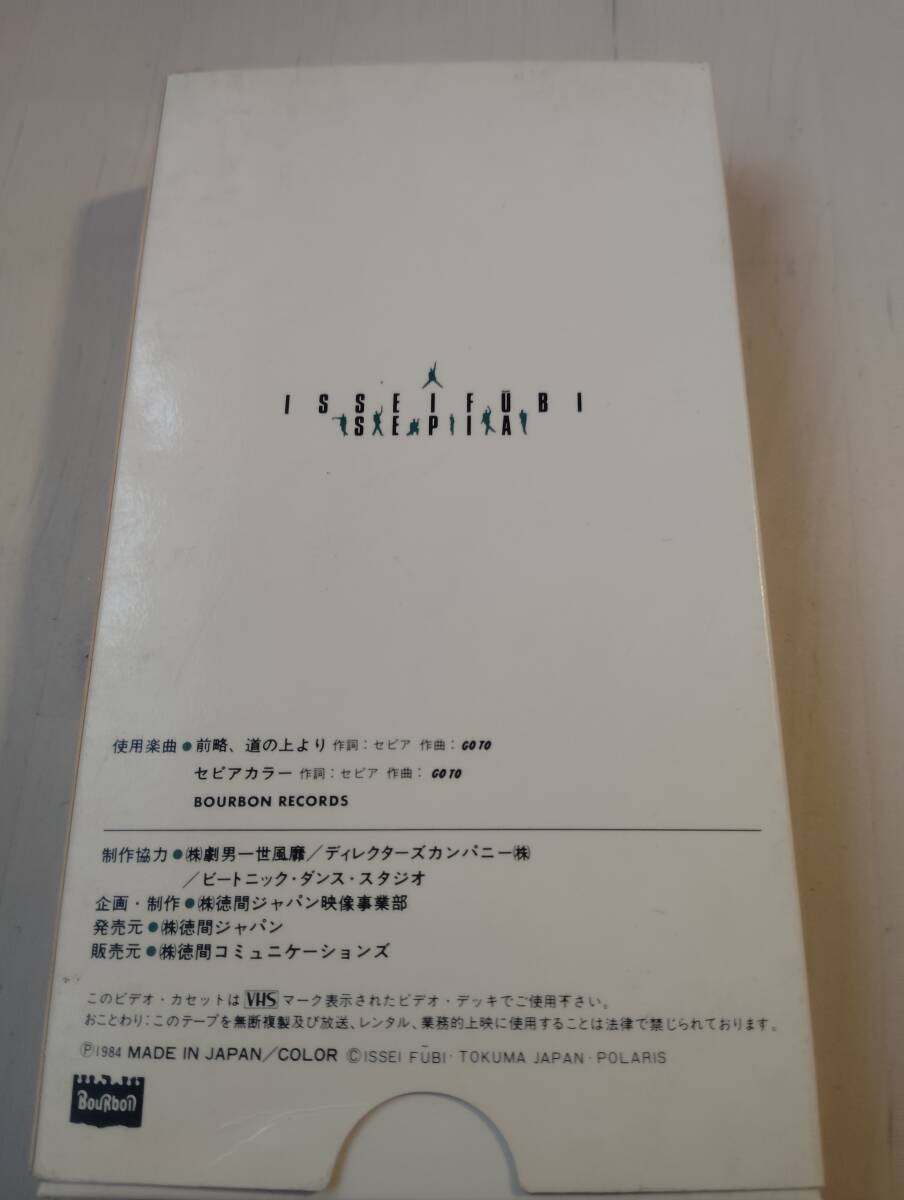 ISSEI FŪBI
SEPIA
使用楽曲●前略、道の上より 作詞：セピア 作曲：GO TO
セピアカラー 作詞：セピア 作曲：GO TO
BOURBON RECORDS
制作協力●㈱劇男一世風靡／ディレクターズカンパニー㈱
／ビートニック・ダンス・スタジオ
企画・制作●㈱徳間ジャパン映像事業部
発売元●㈱徳間ジャパン
販売元●㈱徳間コミュニケーションズ
このビデオ・カセットはVHSマーク表示されたビデオ・デッキでご使用下さい。
おことわり：このテープを無断複製及び放送、レンタル、業務的上映に使用することは法律で禁じられております。
Ⓟ1984 MADE IN JAPAN／COLOR ©ISSEI FŪBI・TOKUMA JAPAN・POLARIS
BouRbon